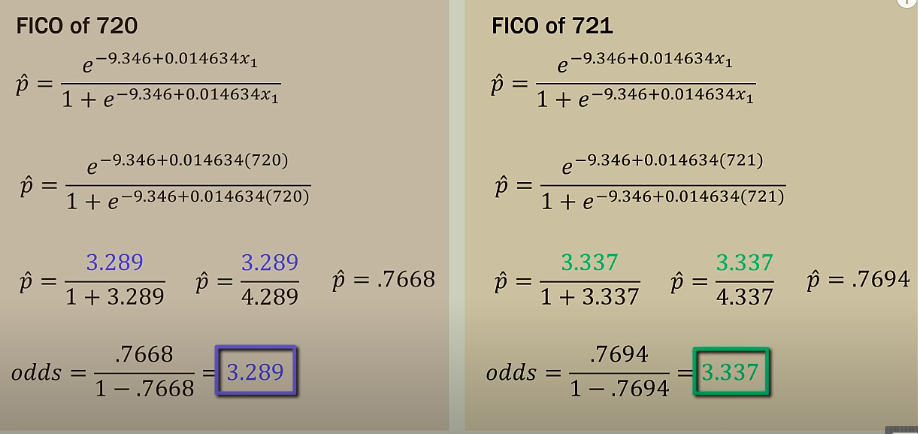 FICO of 720
p̂ = e^(−9.346+0.014634x₁) / (1 + e^(−9.346+0.014634x₁))
p̂ = e^(−9.346+0.014634(720)) / (1 + e^(−9.346+0.014634(720)))
p̂ = 3.289 / (1 + 3.289) p̂ = 3.289 / 4.289 p̂ = .7668
odds = .7668 / (1 − .7668) = 3.289
FICO of 721
p̂ = e^(−9.346+0.014634x₁) / (1 + e^(−9.346+0.014634x₁))
p̂ = e^(−9.346+0.014634(721)) / (1 + e^(−9.346+0.014634(721)))
p̂ = 3.337 / (1 + 3.337) p̂ = 3.337 / 4.337 p̂ = .7694
odds = .7694 / (1 − .7694) = 3.337